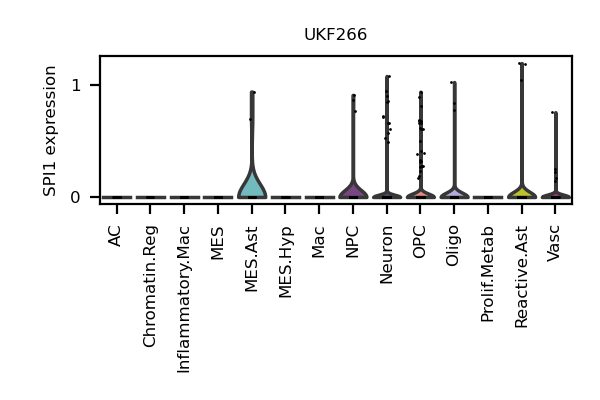 UKF266
SPI1 expression
1
0
AC
Chromatin.Reg
Inflammatory.Mac
MES
MES.Ast
MES.Hyp
Mac
NPC
Neuron
OPC
Oligo
Prolif.Metab
Reactive.Ast
Vasc